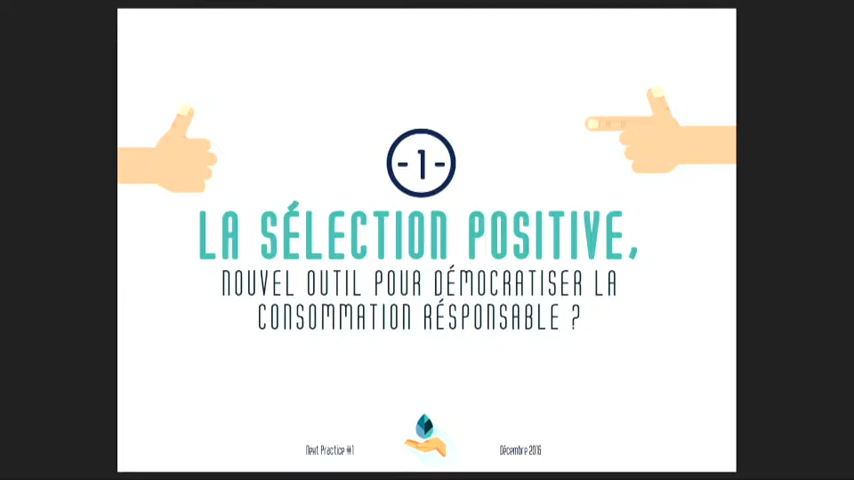 -1-
LA SÉLECTION POSITIVE,
NOUVEL OUTIL POUR DÉMOCRATISER LA
CONSOMMATION RÉSPONSABLE ?
Next Practice #1
Décembre 2016